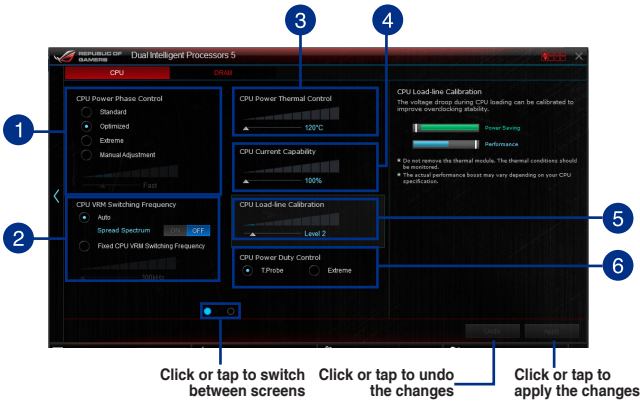 3
4
REPUBLIC OF
GAMERS
Dual Intelligent Processors 5
CPU
DRAM
1
CPU Power Phase Control
Standard
Optimized
Extreme
Manual Adjustment
Fast
CPU Power Thermal Control
120°C
CPU Current Capability
100%
CPU Load-line Calibration
The voltage droop during CPU loading can be calibrated to
improve overclocking stability.
Power Saving
Performance
* Do not remove the thermal module. The thermal conditions should
be monitored.
* The actual performance boost may vary depending on your CPU
specification.
2
CPU VRM Switching Frequency
Auto
Spread Spectrum ON OFF
Fixed CPU VRM Switching Frequency
300kHz
CPU Load-line Calibration
Level 2
5
CPU Power Duty Control
T.Probe Extreme
6
Undo
Apply
Click or tap to switch
between screens
Click or tap to undo
the changes
Click or tap to
apply the changes